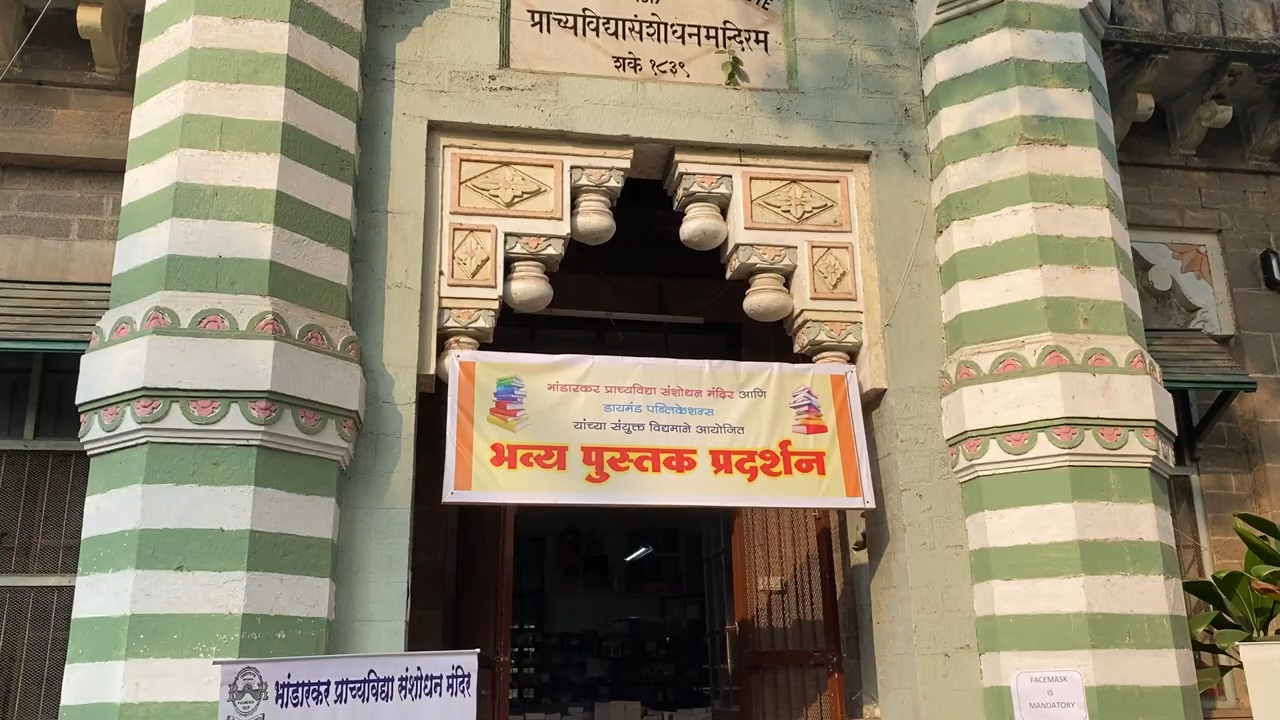 प्राच्यविद्यासंशोधनमन्दिरम्
शके १८३९
भांडारकर प्राच्यविद्या संशोधन मंदिर आणि
डायमंड पब्लिकेशन्स
यांच्या संयुक्त विद्यमाने आयोजित
भव्य पुस्तक प्रदर्शन
भांडारकर प्राच्यविद्या संशोधन मंदिर
FACEMASK
IS
MANDATORY